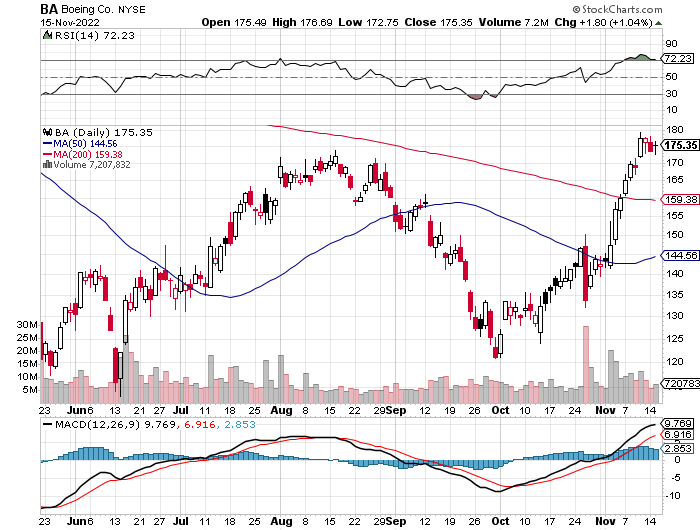 BA Boeing Co. NYSE © StockCharts.com
15-Nov-2022 Open 175.49 High 176.69 Low 172.75 Close 175.35 Volume 7.2M Chg +1.80 (+1.04%)
RSI(14) 72.23
90
72.23
50
30
10
BA (Daily) 175.35
MA(50) 144.56
MA(200) 159.38
Volume 7,207,832
180
175.35
170
165
159.38
155
150
144.56
140
135
130
125
120
7207832
30M
25M
20M
15M
10M
5M
23 Jun 6 13 21 27 Jul 11 18 25 Aug 8 15 22 29 Sep 12 19 26 Oct 10 17 24 Nov 7 14
MACD(12,26,9) 9.769, 6.916, 2.853
9.769
6.916
2.853
5
0
-5
-10
23 Jun 6 13 21 27 Jul 11 18 25 Aug 8 15 22 29 Sep 12 19 26 Oct 10 17 24 Nov 7 14